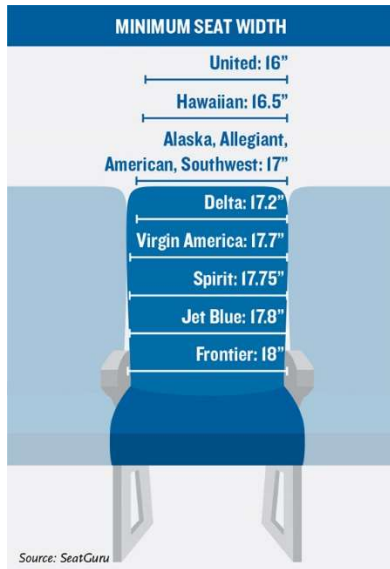 MINIMUM SEAT WIDTH
United: 16”
Hawaiian: 16.5”
Alaska, Allegiant,
American, Southwest: 17”
Delta: 17.2”
Virgin America: 17.7”
Spirit: 17.75”
Jet Blue: 17.8”
Frontier: 18”
Source: SeatGuru